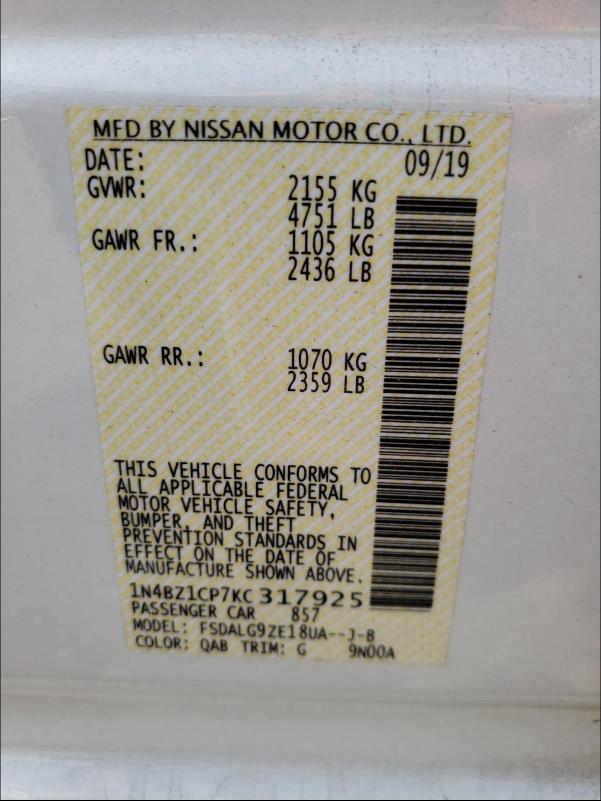 MFD BY NISSAN MOTOR CO., LTD.
DATE: 09/19
GVWR: 2155 KG
4751 LB
GAWR FR.: 1105 KG
2436 LB
GAWR RR.: 1070 KG
2359 LB
THIS VEHICLE CONFORMS TO
ALL APPLICABLE FEDERAL
MOTOR VEHICLE SAFETY,
BUMPER, AND THEFT
PREVENTION STANDARDS IN
EFFECT ON THE DATE OF
MANUFACTURE SHOWN ABOVE.
1N4BZ1CP7KC317925
PASSENGER CAR 857
MODEL: FSDALG9ZE18UA--J-B
COLOR: QAB TRIM: G 9N00A